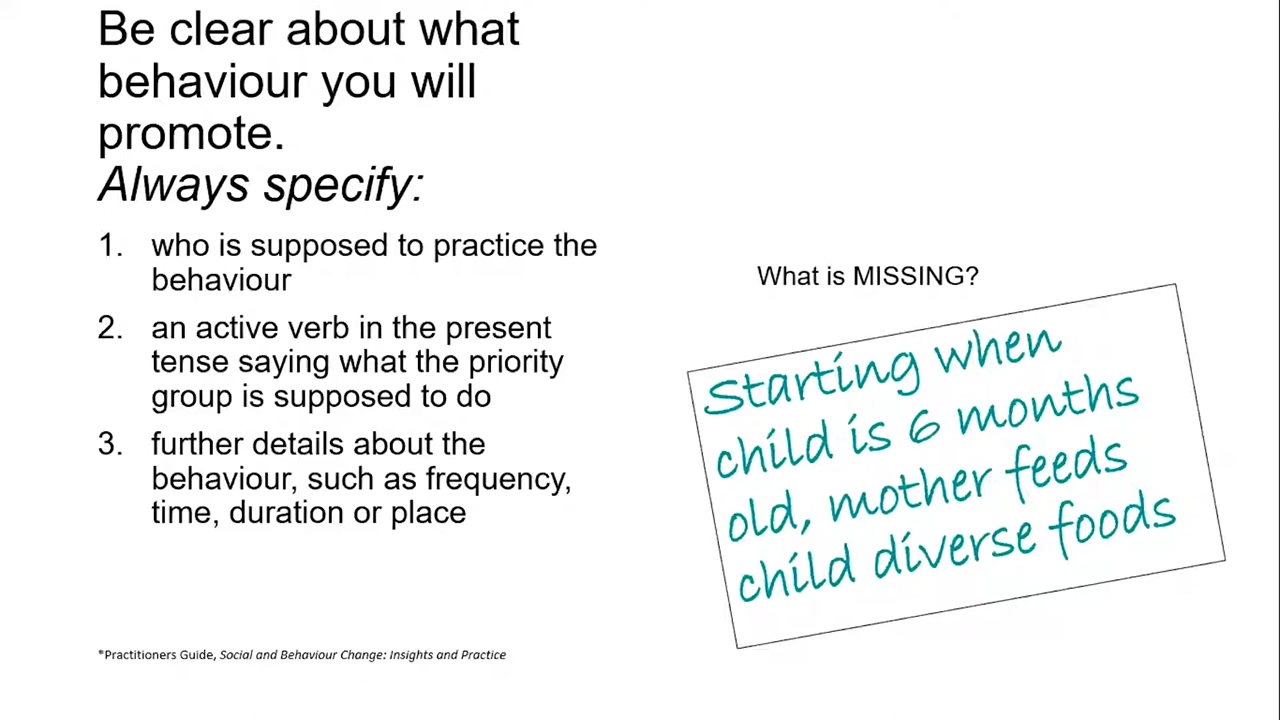 Be clear about what
behaviour you will
promote.
Always specify:
1. who is supposed to practice the
behaviour
2. an active verb in the present
tense saying what the priority
group is supposed to do
3. further details about the
behaviour, such as frequency,
time, duration or place
What is MISSING?
Starting when
child is 6 months
old, mother feeds
child diverse foods
*Practitioners Guide, Social and Behaviour Change: Insights and Practice